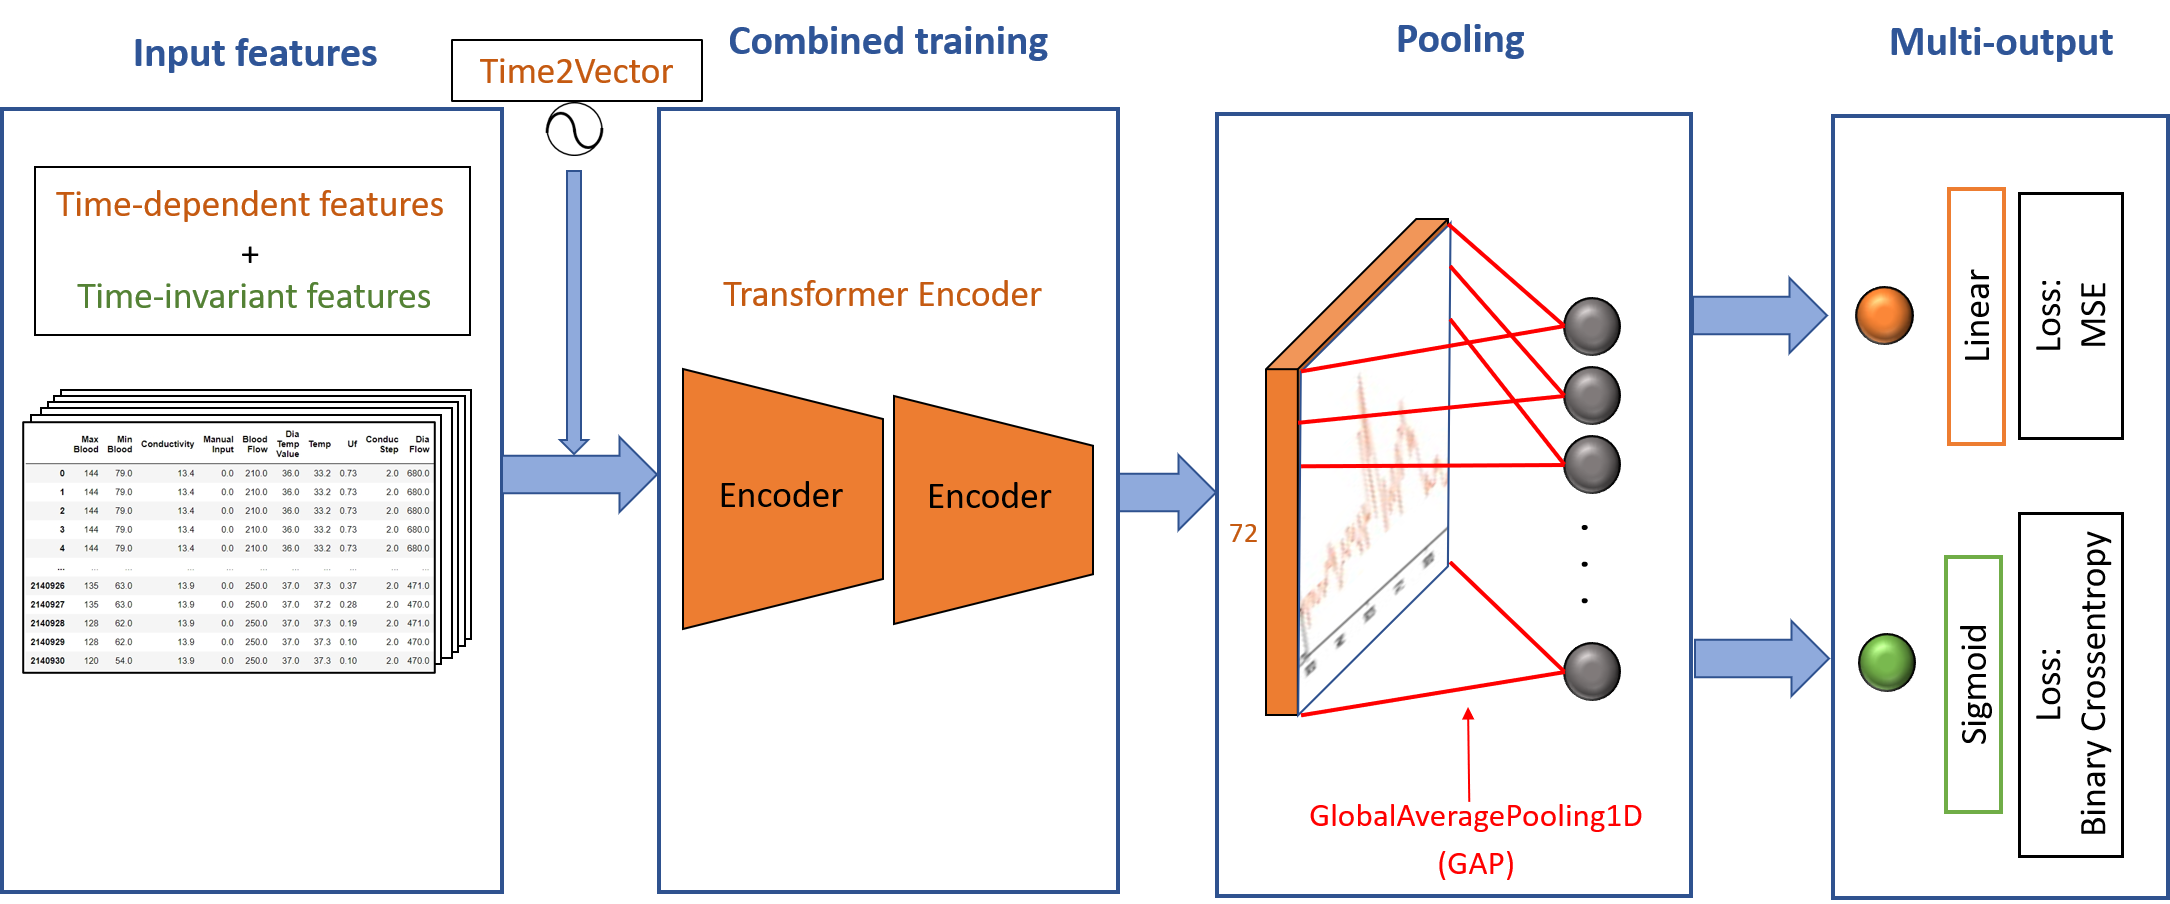 Input features
Time2Vector
Combined training
Pooling
Multi-output
Time-dependent features
+
Time-invariant features
Max Blood Min Blood Conductivity Manual Input Blood Flow Dia Temp Value Temp Uf Conduc Step Dia Flow
0 144 79.0 13.4 0.0 210.0 36.0 33.2 0.73 2.0 680.0
1 144 79.0 13.4 0.0 210.0 36.0 33.2 0.73 2.0 680.0
2 144 79.0 13.4 0.0 210.0 36.0 33.2 0.73 2.0 680.0
3 144 79.0 13.4 0.0 210.0 36.0 33.2 0.73 2.0 680.0
4 144 79.0 13.4 0.0 210.0 36.0 33.2 0.73 2.0 680.0
... ... ... ... ... ... ... ... ... ... ...
2140926 135 63.0 13.9 0.0 250.0 37.0 37.3 0.37 2.0 471.0
2140927 135 63.0 13.9 0.0 250.0 37.0 37.2 0.28 2.0 470.0
2140928 128 62.0 13.9 0.0 250.0 37.0 37.3 0.19 2.0 471.0
2140929 128 62.0 13.9 0.0 250.0 37.0 37.3 0.10 2.0 470.0
2140930 120 54.0 13.9 0.0 250.0 37.0 37.3 0.10 2.0 470.0
Transformer Encoder
Encoder
Encoder
72
GlobalAveragePooling1D
(GAP)
Linear
Loss:
MSE
Sigmoid
Loss:
Binary Crossentropy